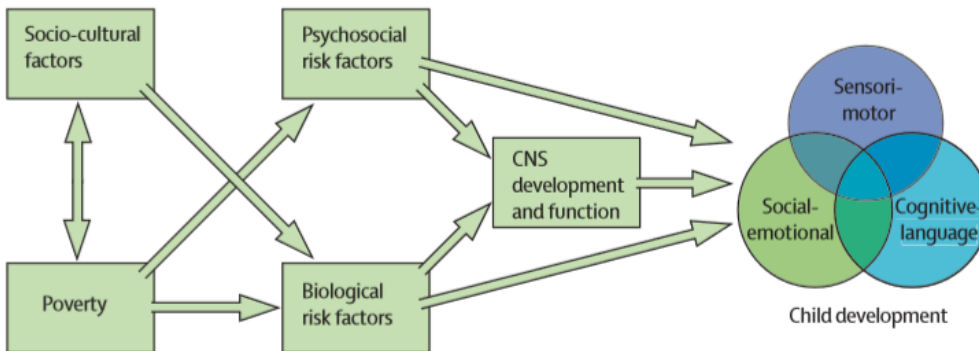 Socio-cultural
factors
Psychosocial
risk factors
Sensori-
motor
CNS
development
and function
Social-
emotional
Cognitive-
language
Poverty
Biological
risk factors
Child development